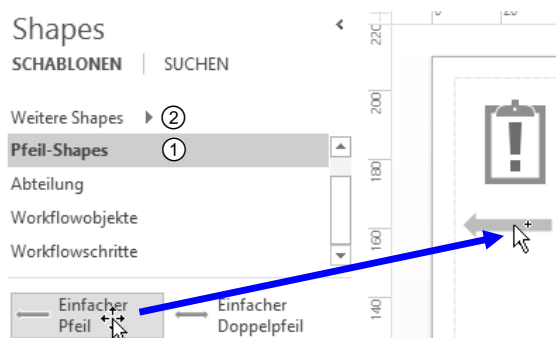 Shapes
SCHABLONEN | SUCHEN
Weitere Shapes ②
Pfeil-Shapes ①
Abteilung
Workflowobjekte
Workflowschritte
Einfacher Pfeil
Einfacher Doppelpfeil
220
200
180
160
140
0
20